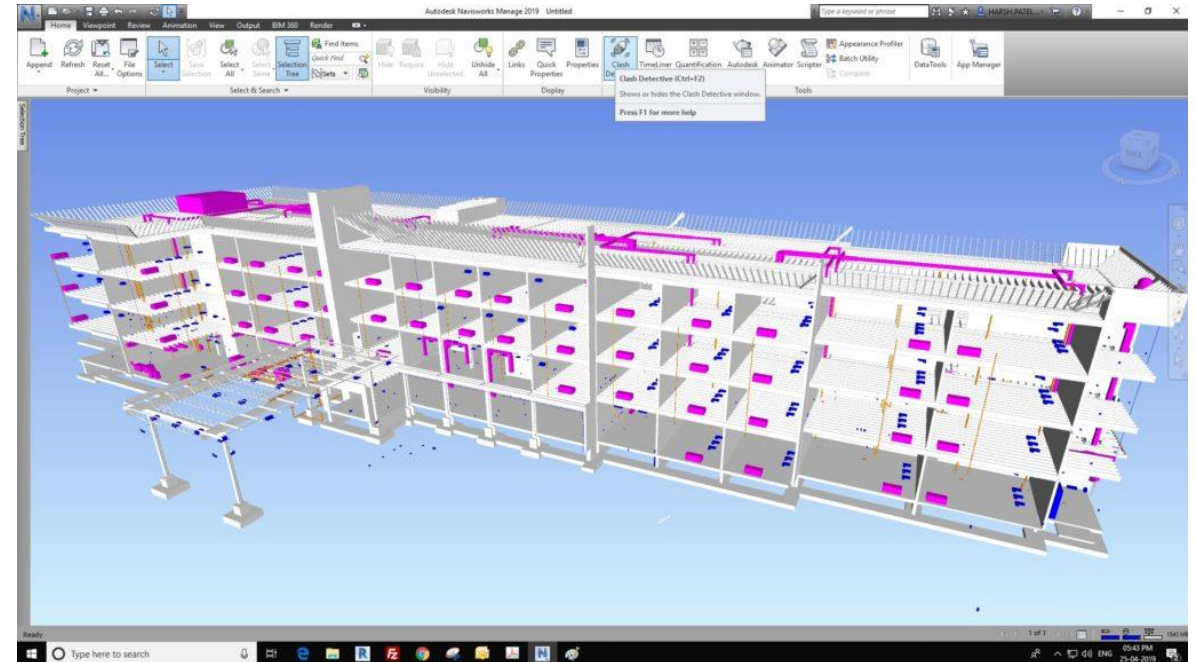 Autodesk Navisworks Manage 2019 Untitled
Type a keyword or phrase
HARSH.PATEL...
Home Viewpoint Review Animation View Output BIM 360 Render
Append
Refresh
Reset All...
File Options
Select
Save Selection
Select All
Select Same
Selection Tree
Find Items
Quick Find
Sets
Hide
Require
Hide Unselected
Unhide All
Links
Quick Properties
Properties
Clash
TimeLiner
Quantification
Autodesk
Animator
Scripter
Appearance Profiler
Batch Utility
Compare
DataTools
App Manager
Project
Select & Search
Visibility
Display
Tools
Clash Detective (Ctrl+F2)
Shows or hides the Clash Detective window.
Press F1 for more help
Selection Tree
Ready
1 of 1
Type here to search
ENG
05:43 PM
25-04-2019